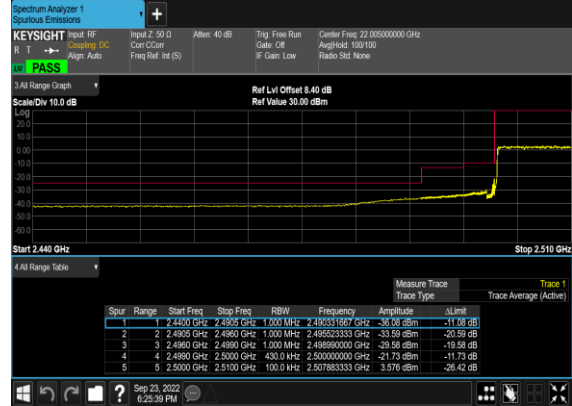 Spectrum Analyzer 1
Spurious Emissions
KEYSIGHT Input: RF Input Z: 50 Ω Atten: 40 dB Trig: Free Run Center Freq: 22.005000000 GHz
R T Coupling: DC Corr CCorr Gate: Off Avg|Hold: 100/100
Align: Auto Freq Ref: Int (S) IF Gain: Low Radio Std: None
PASS
3 All Range Graph
Ref Lvl Offset 8.40 dB
Scale/Div 10.0 dB Ref Value 30.00 dBm
Log
20.0
10.0
0.00
-10.0
-20.0
-30.0
-40.0
-50.0
-60.0
Start 2.440 GHz Stop 2.510 GHz
4 All Range Table
Measure Trace Trace 1
Trace Type Trace Average (Active)
Spur Range Start Freq Stop Freq RBW Frequency Amplitude ΔLimit
1 1 2.4400 GHz 2.4905 GHz 1.000 MHz 2.490331667 GHz -36.08 dBm -11.08 dB
2 2 2.4905 GHz 2.4960 GHz 1.000 MHz 2.495523333 GHz -33.59 dBm -20.59 dB
3 3 2.4960 GHz 2.4990 GHz 1.000 MHz 2.498990000 GHz -29.58 dBm -19.58 dB
4 4 2.4990 GHz 2.5000 GHz 430.0 kHz 2.500000000 GHz -21.73 dBm -11.73 dB
5 5 2.5000 GHz 2.5100 GHz 100.0 kHz 2.507883333 GHz 3.576 dBm -26.42 dB
Sep 23, 2022
6:25:39 PM